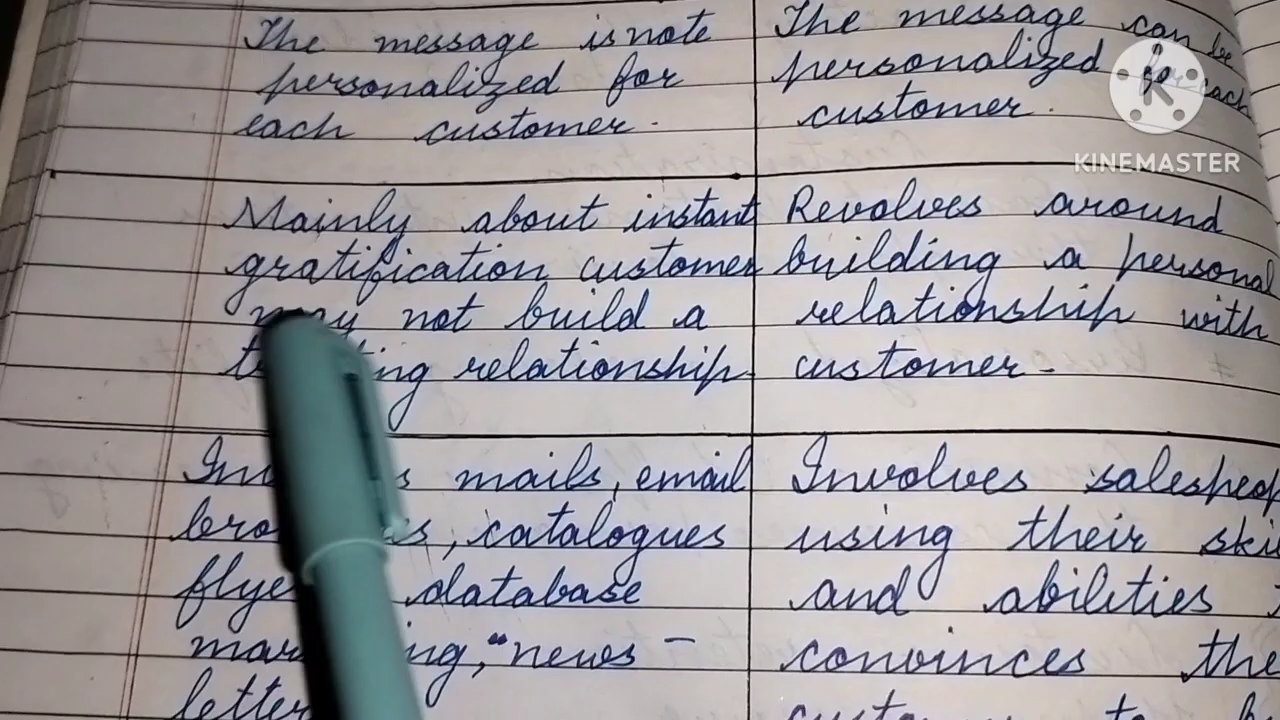 The message is note
personalized for
each customer.
The message can be
personalized for each
customer.
Mainly about instant
gratification customer
may not build a
relationship.
Revolves around
building a personal
relationship with
customer.
mails, email
catalogues
database
news-
Involves
using their
and abilities
convinces the
KINEMASTER